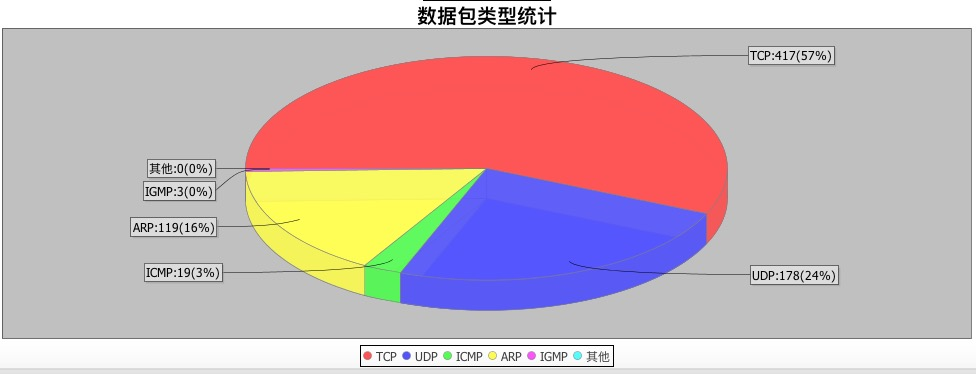 数据包类型统计
TCP:417(57%)
其他:0(0%)
IGMP:3(0%)
ARP:119(16%)
ICMP:19(3%)
UDP:178(24%)
TCP UDP ICMP ARP IGMP 其他